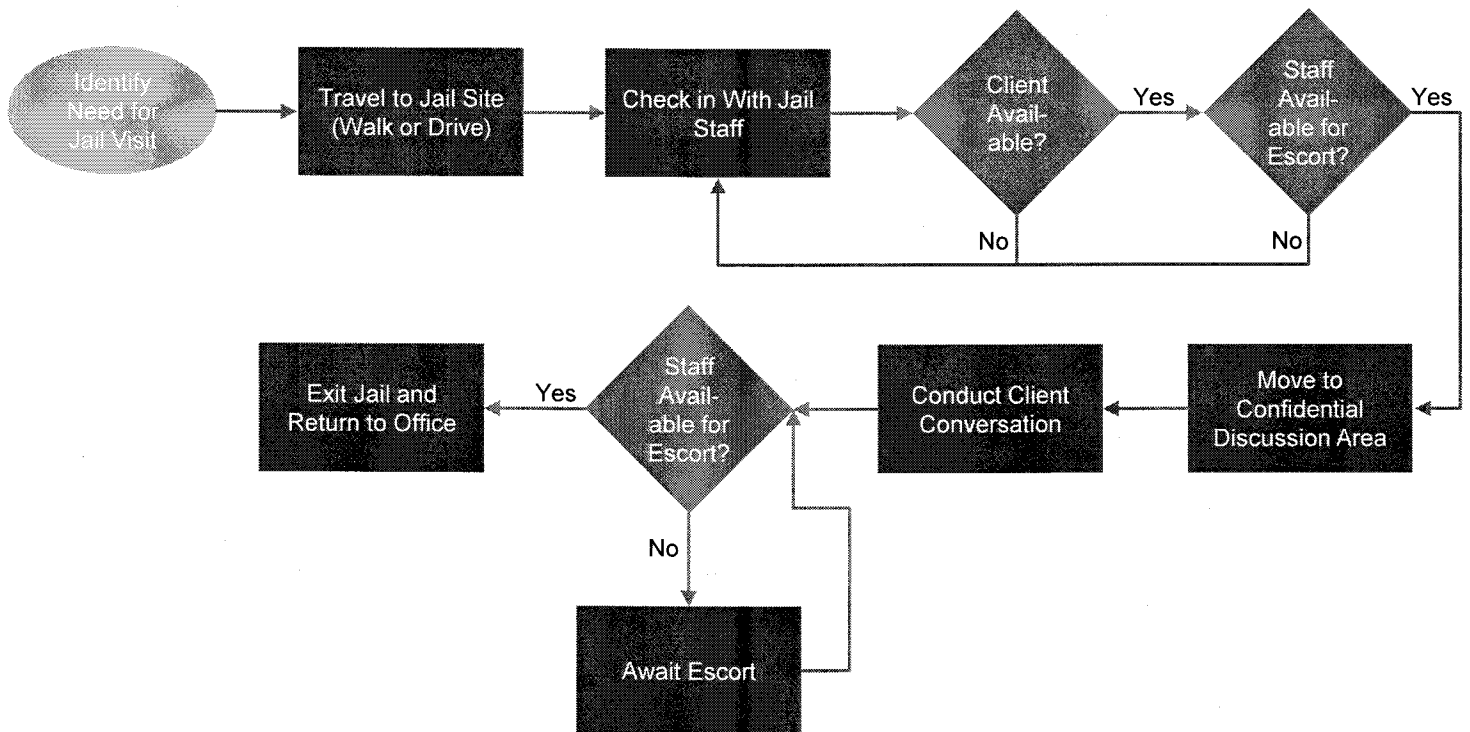 Identify
Need for
Jail Visit
Travel to Jail Site
(Walk or Drive)
Check in With Jail
Staff
Client
Avail-
able?
Yes
Staff
Avail-
able for
Escort?
Yes
No
No
Exit Jail and
Return to Office
Yes
Staff
Avail-
able for
Escort?
Conduct Client
Conversation
Move to
Confidential
Discussion Area
No
Await Escort